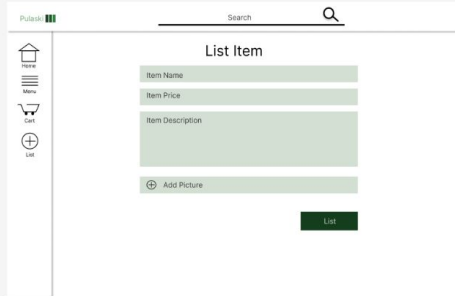 Pulaski
Search
Home
Menu
Cart
List
List Item
Item Name
Item Price
Item Description
Add Picture
List